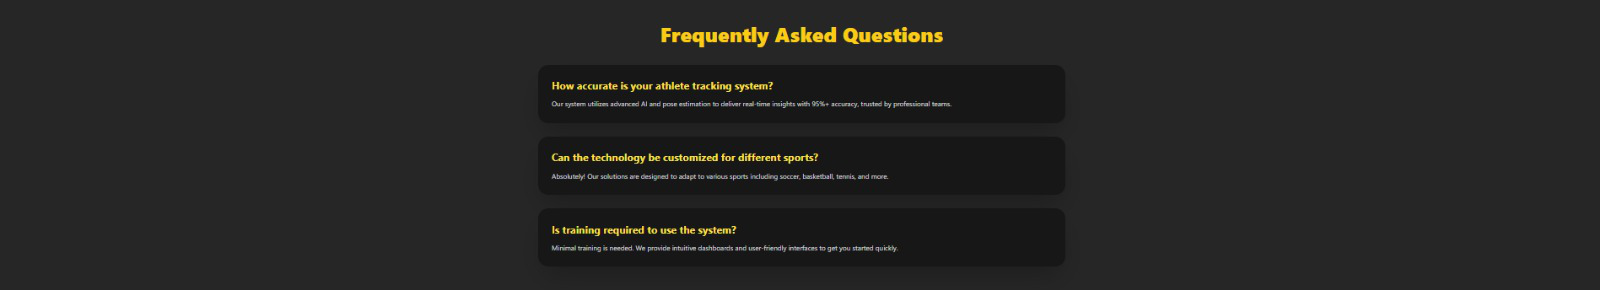 Frequently Asked Questions
How accurate is your athlete tracking system?
Our system utilizes advanced AI and pose estimation to deliver real-time insights with 95%+ accuracy, trusted by professional teams.
Can the technology be customized for different sports?
Absolutely! Our solutions are designed to adapt to various sports including soccer, basketball, tennis, and more.
Is training required to use the system?
Minimal training is needed. We provide intuitive dashboards and user-friendly interfaces to get you started quickly.